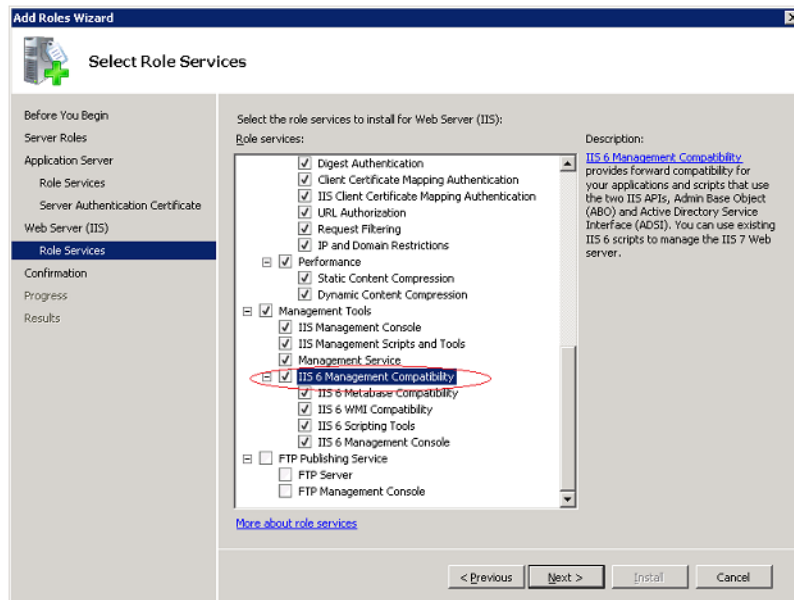 Add Roles Wizard
Select Role Services
Before You Begin
Server Roles
Application Server
Role Services
Server Authentication Certificate
Web Server (IIS)
Role Services
Confirmation
Progress
Results
Select the role services to install for Web Server (IIS):
Role services:
Digest Authentication
Client Certificate Mapping Authentication
IIS Client Certificate Mapping Authentication
URL Authorization
Request Filtering
IP and Domain Restrictions
Performance
Static Content Compression
Dynamic Content Compression
Management Tools
IIS Management Console
IIS Management Scripts and Tools
Management Service
IIS 6 Management Compatibility
IIS 6 Metabase Compatibility
IIS 6 WMI Compatibility
IIS 6 Scripting Tools
IIS 6 Management Console
FTP Publishing Service
FTP Server
FTP Management Console
More about role services
Description:
IIS 6 Management Compatibility
provides forward compatibility for
your applications and scripts that use
the two IIS APIs, Admin Base Object
(ABO) and Active Directory Service
Interface (ADSI). You can use existing
IIS 6 scripts to manage the IIS 7 Web
server.
< Previous
Next >
Install
Cancel